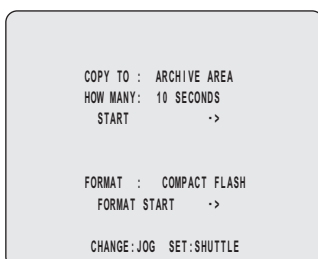 COPY TO : ARCHIVE AREA
HOW MANY: 10 SECONDS
START ->
FORMAT : COMPACT FLASH
FORMAT START ->
CHANGE:JOG SET:SHUTTLE